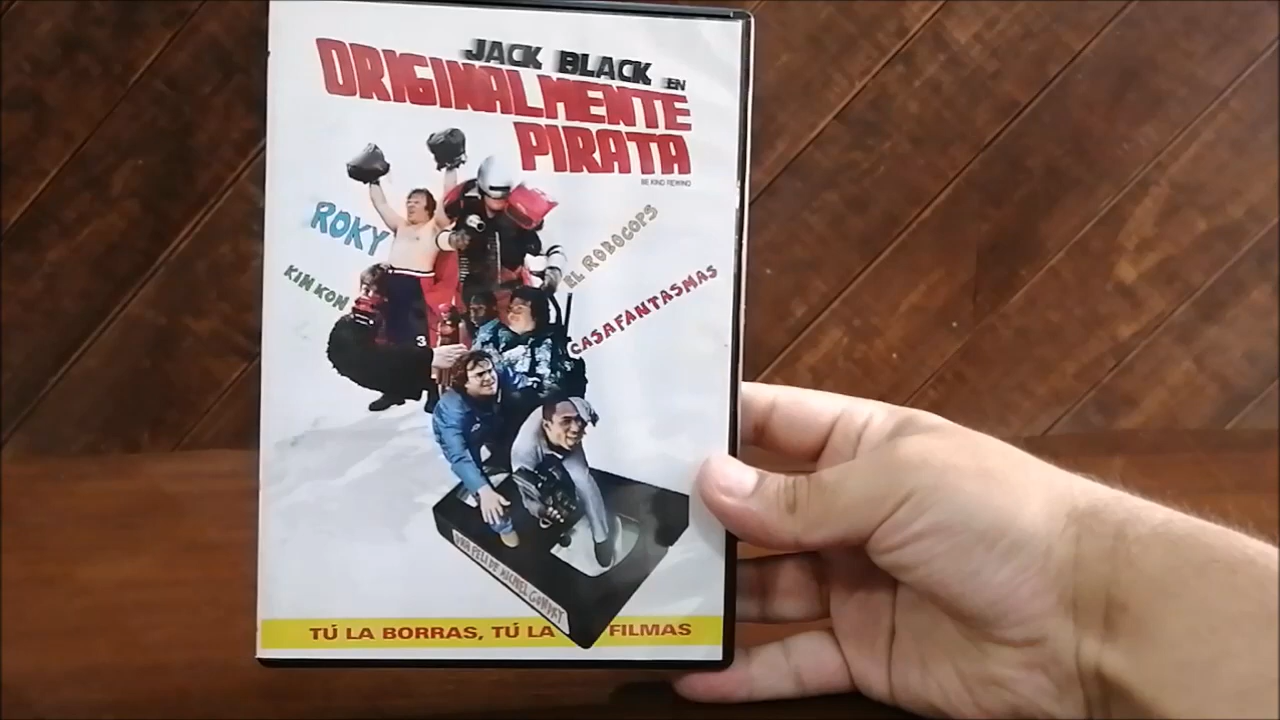 JACK BLACK EN
ORIGINALMENTE
PIRATA
BE KIND REWIND
ROKY
EL ROBOCOPS
KIN KON
CASAFANTASMAS
3
UNA PELI DE MICHEL GONDRY
TÚ LA BORRAS, TÚ LA FILMAS